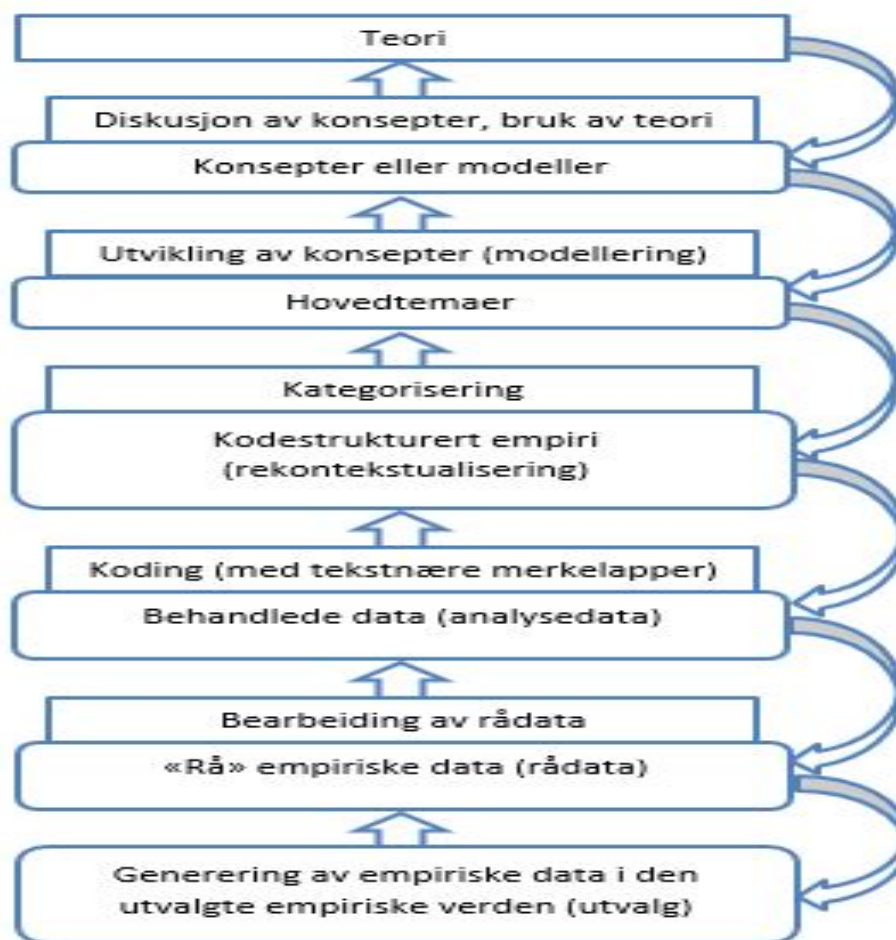 Teori
Diskusjon av konsepter, bruk av teori
Konsepter eller modeller
Utvikling av konsepter (modellering)
Hovedtemaer
Kategorisering
Kodestrukturert empiri
(rekontekstualisering)
Koding (med tekstnære merkelapper)
Behandlede data (analysedata)
Bearbeiding av rådata
«Rå» empiriske data (rådata)
Generering av empiriske data i den
utvalgte empiriske verden (utvalg)